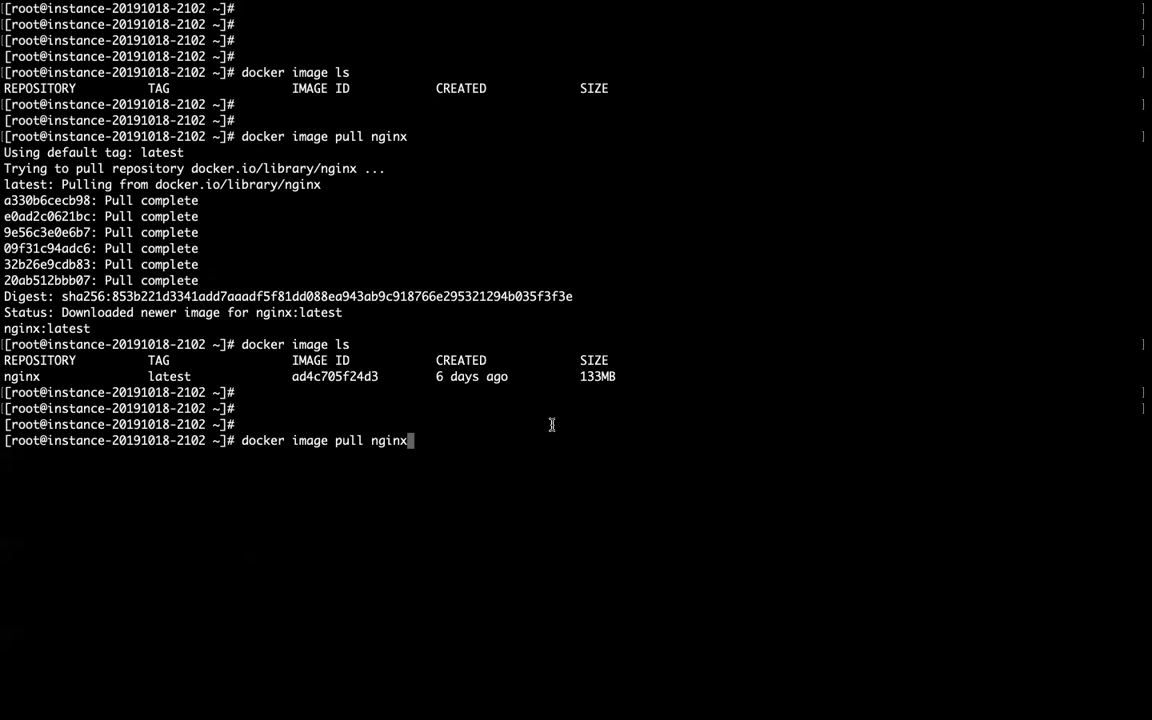 [[root@instance-20191018-2102 ~]# ]
[[root@instance-20191018-2102 ~]# ]
[[root@instance-20191018-2102 ~]# ]
[root@instance-20191018-2102 ~]#
[[root@instance-20191018-2102 ~]# docker image ls ]
REPOSITORY TAG IMAGE ID CREATED SIZE
[[root@instance-20191018-2102 ~]# ]
[root@instance-20191018-2102 ~]#
[[root@instance-20191018-2102 ~]# docker image pull nginx ]
Using default tag: latest
Trying to pull repository docker.io/library/nginx ...
latest: Pulling from docker.io/library/nginx
a330b6cecb98: Pull complete
e0ad2c0621bc: Pull complete
9e56c3e0e6b7: Pull complete
09f31c94adc6: Pull complete
32b26e9cdb83: Pull complete
20ab512bbb07: Pull complete
Digest: sha256:853b221d3341add7aaadf5f81dd088ea943ab9c918766e295321294b035f3f3e
Status: Downloaded newer image for nginx:latest
nginx:latest
[[root@instance-20191018-2102 ~]# docker image ls ]
REPOSITORY TAG IMAGE ID CREATED SIZE
nginx latest ad4c705f24d3 6 days ago 133MB
[[root@instance-20191018-2102 ~]# ]
[[root@instance-20191018-2102 ~]# ]
[root@instance-20191018-2102 ~]#
[root@instance-20191018-2102 ~]# docker image pull nginx